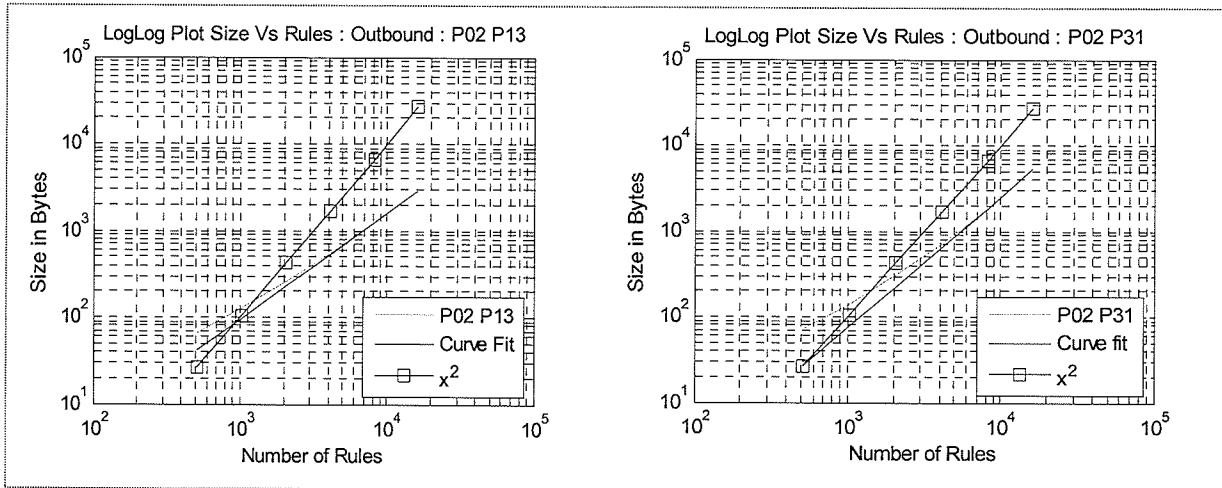 LogLog Plot Size Vs Rules : Outbound : P02 P13
10^5
10^4
10^3
10^2
10^1
Size in Bytes
P02 P13
Curve Fit
x^2
10^2
10^3
10^4
10^5
Number of Rules
LogLog Plot Size Vs Rules : Outbound : P02 P31
10^5
10^4
10^3
10^2
10^1
Size in Bytes
P02 P31
Curve fit
x^2
10^2
10^3
10^4
10^5
Number of Rules